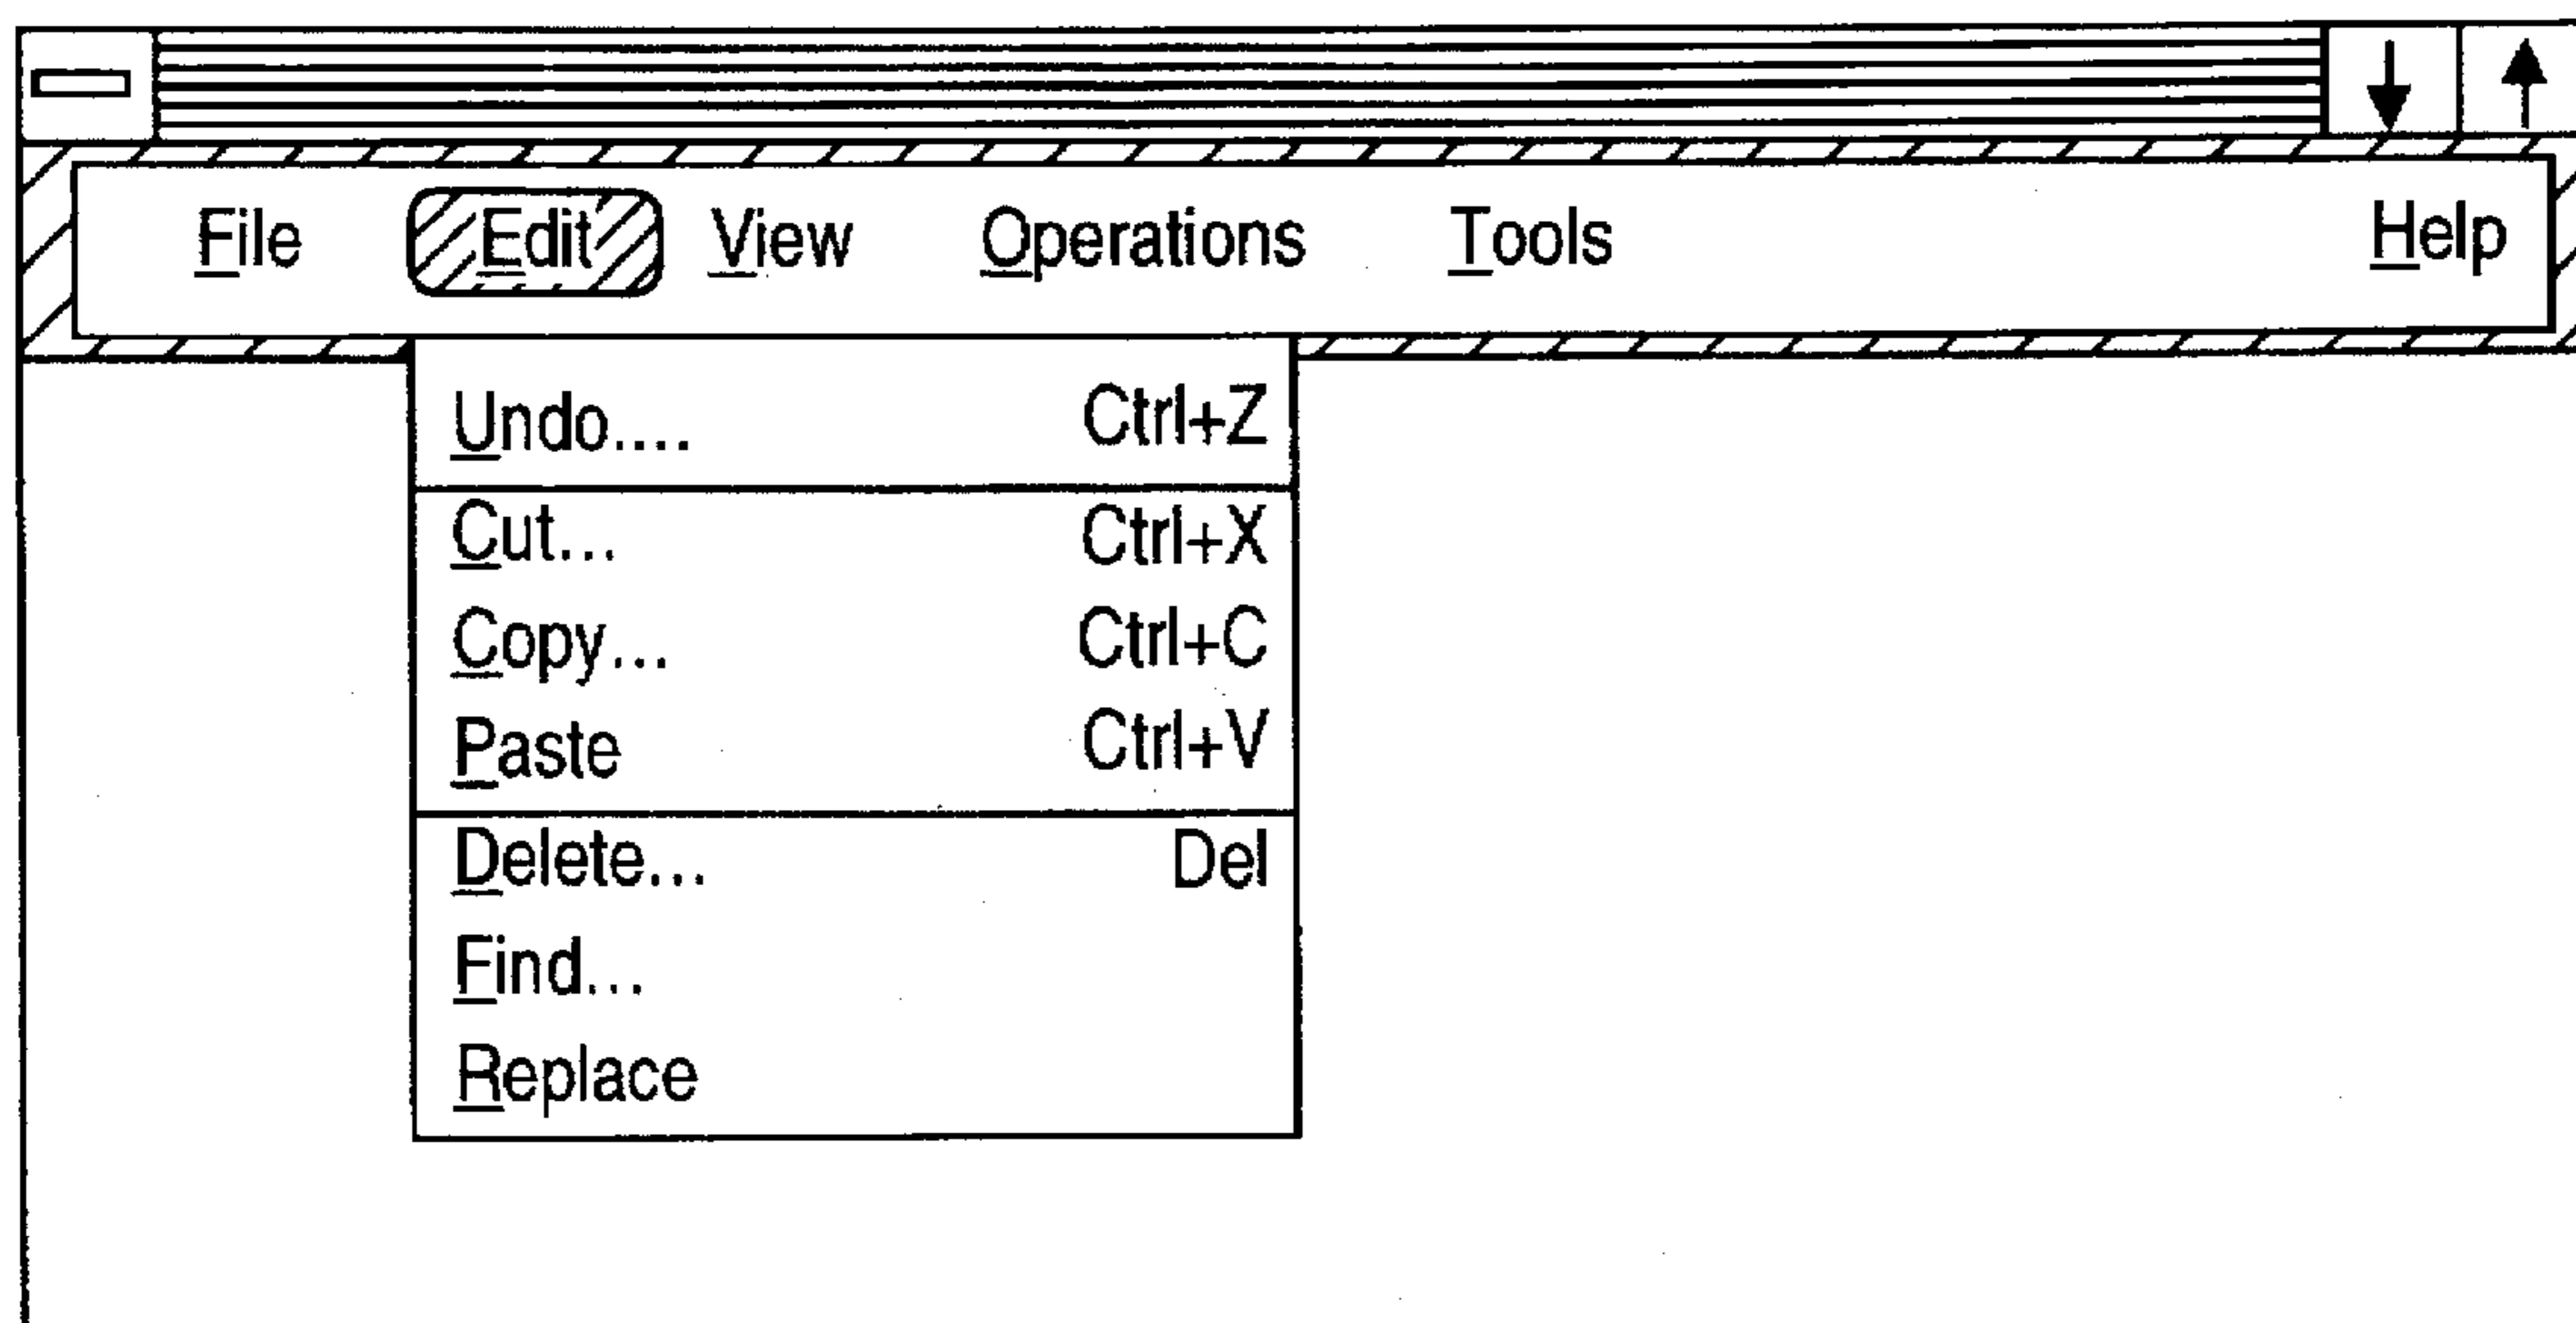 File Edit View Operations Tools Help
Undo.... Ctrl+Z
Cut... Ctrl+X
Copy... Ctrl+C
Paste Ctrl+V
Delete... Del
Find...
Replace